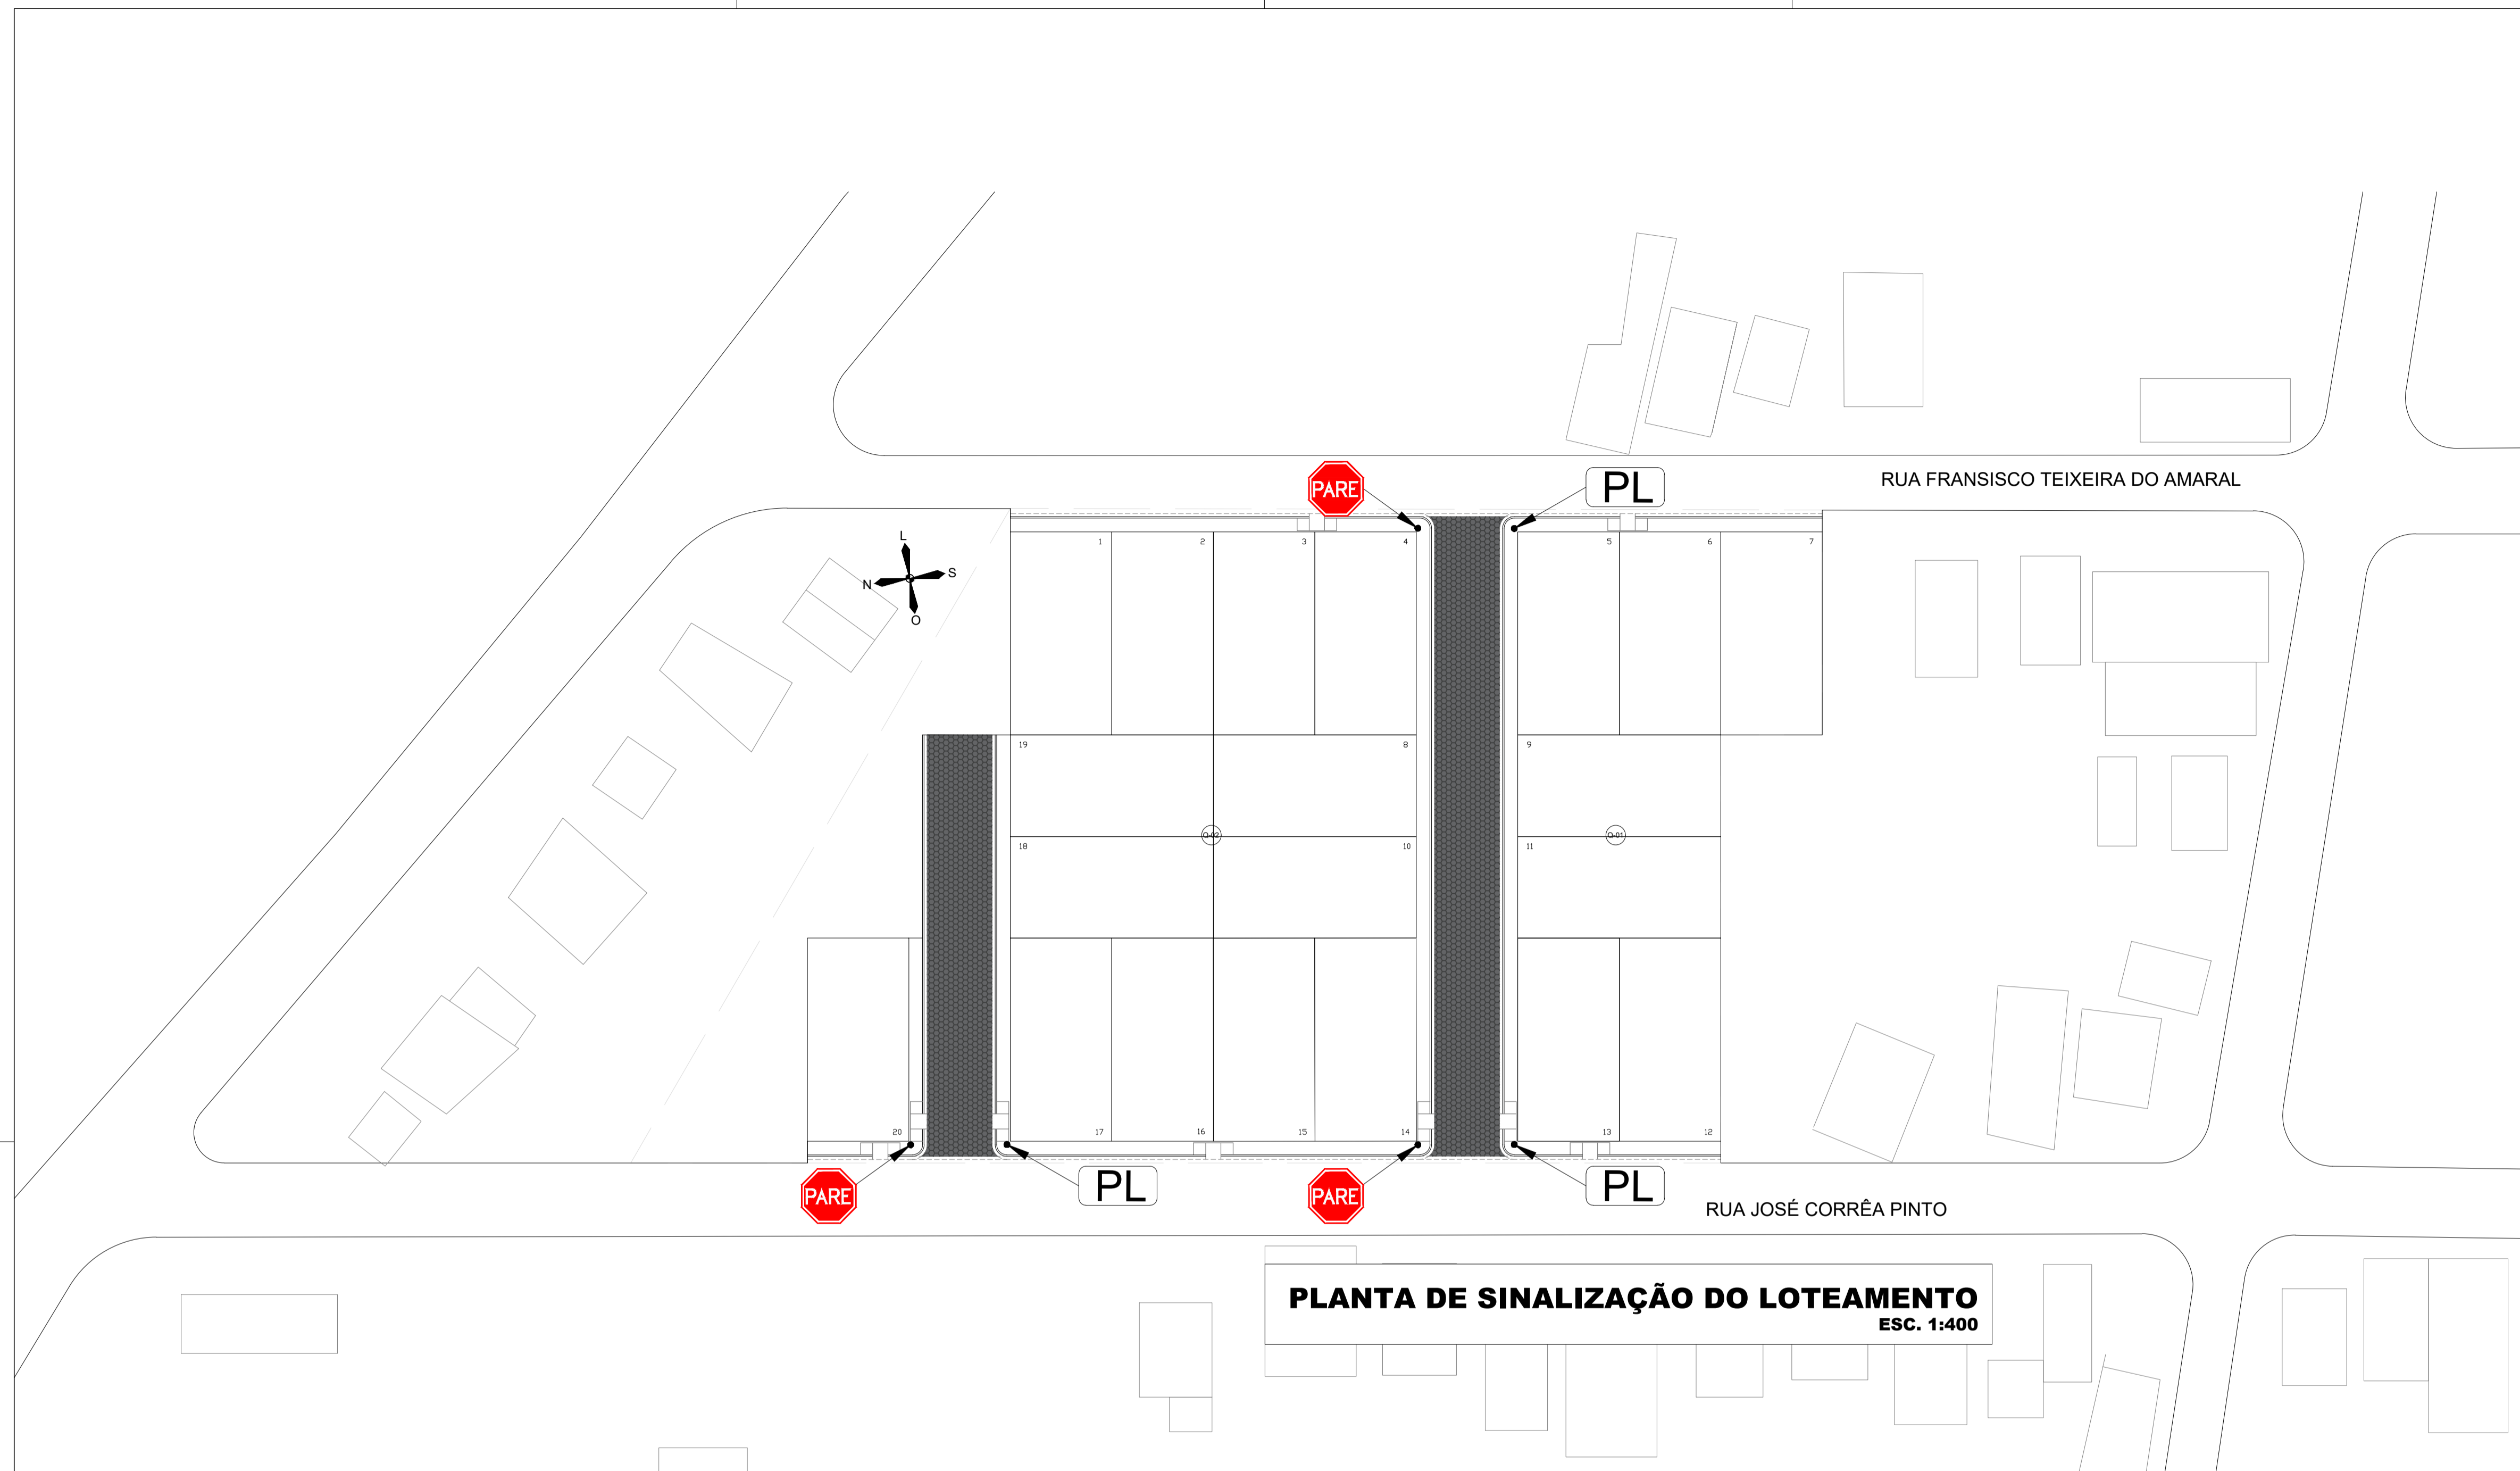 PARE
PL
RUA FRANSISCO TEIXEIRA DO AMARAL
L
N
S
O
1
2
3
4
5
6
7
19
8
9
Q-02
Q-01
18
10
11
20
17
16
15
14
13
12
PARE
PL
PARE
PL
RUA JOSÉ CORRÊA PINTO
PLANTA DE SINALIZAÇÃO DO LOTEAMENTO
ESC. 1:400